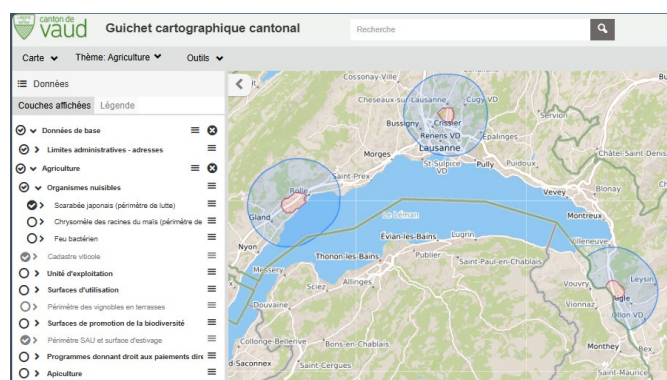 canton de
vaud
Guichet cartographique cantonal
Recherche
Carte
Thème: Agriculture
Outils
Données
Couches affichées
Légende
Données de base
Limites administratives - adresses
Agriculture
Organismes nuisibles
Scarabée japonais (périmètre de lutte)
Chrysomèle des racines du maïs (périmètre de
Feu bactérien
Cadastre viticole
Unité d'exploitation
Surfaces d'utilisation
Périmètre des vignobles en terrasses
Surfaces de promotion de la biodiversité
Périmètre SAU et surface d'estivage
Programmes donnant droit aux paiements dire
Apiculture
Cossonay-Ville
Cheseaux-sur-Lausanne
Cugy VD
Servion
Bussigny
Crissier
Renens VD
Épalinges
Lausanne
Morges
St-Sulpice
VD
Pully
Puidoux
Châtel-Saint-Denis
Saint-Prex
Rolle
Gland
Vevey
Blonay
Montreux
Le Léman
Évian-les-Bains
Lugrin
Villeneuve
Nyon
Thonon-les-Bains
Publier
Saint-Paul-en-Chablais
Messery
Sciez
Allinges
Vouvry
Leysin
Aigle
Douvaine
Vionnaz
Ollon VD
Collonge-Bellerive
Bons-en-Chablais
Monthey
Bex
d-Saconnex
Saint-Cergues
Saint-Maurice